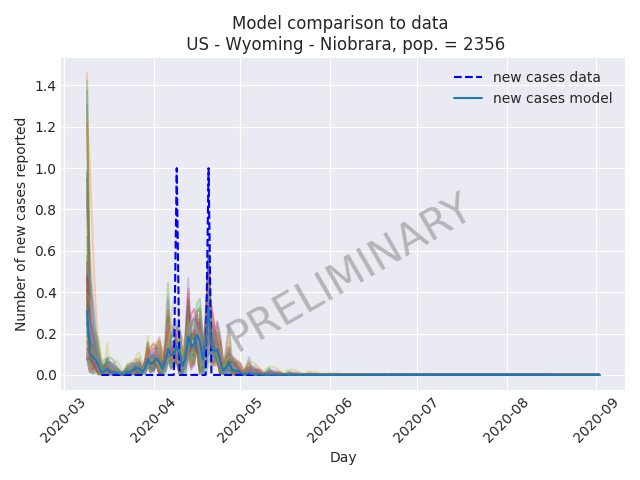 Model comparison to data
US - Wyoming - Niobrara, pop. = 2356
new cases data
new cases model
Number of new cases reported
1.4
1.2
1.0
0.8
0.6
0.4
0.2
0.0
PRELIMINARY
2020-03
2020-04
2020-05
2020-06
2020-07
2020-08
2020-09
Day